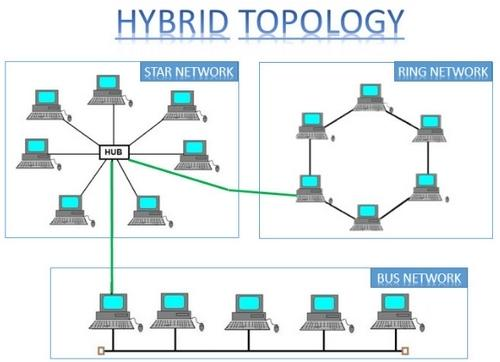 HYBRID TOPOLOGY
STAR NETWORK
RING NETWORK
HUB
BUS NETWORK